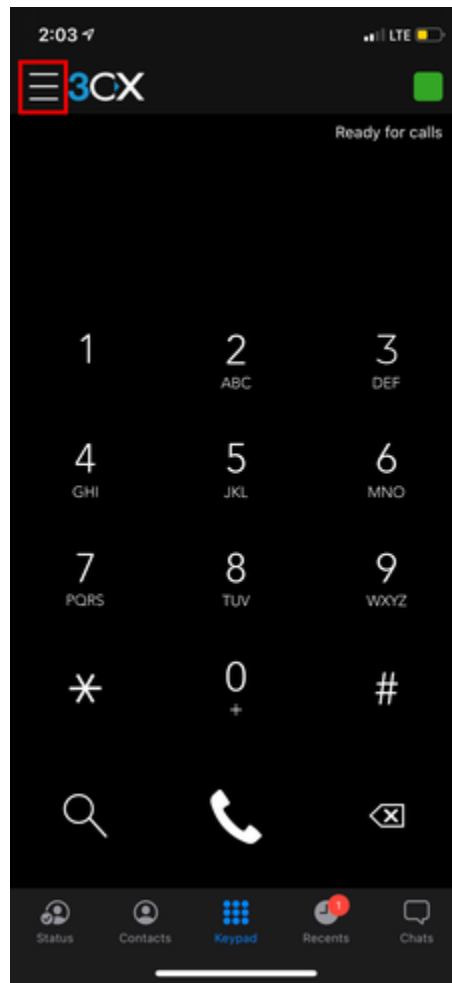 2:03 LTE
3CX
Ready for calls
1 2 3
ABC DEF
4 5 6
GHI JKL MNO
7 8 9
PQRS TUV WXYZ
* 0 #
+
1
Status Contacts Keypad Recents Chats